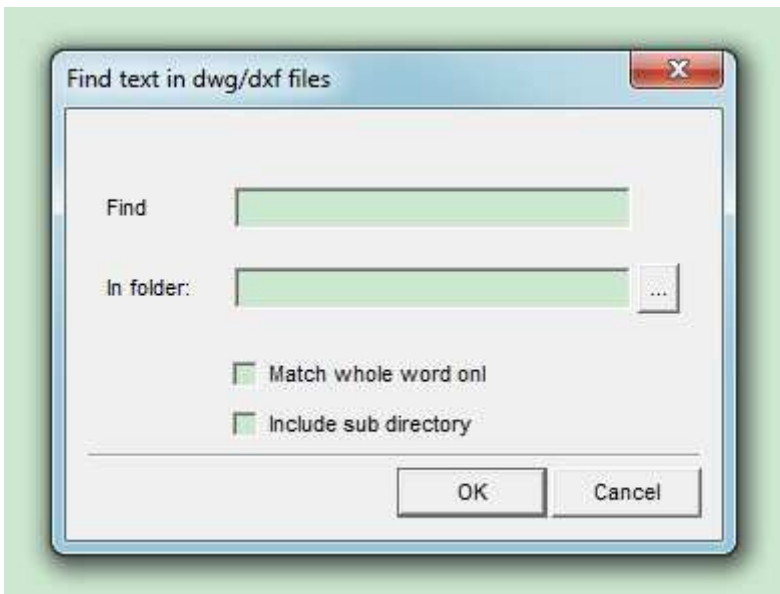 Find text in dwg/dxf files
Find
In folder:
...
Match whole word onl
Include sub directory
OK
Cancel